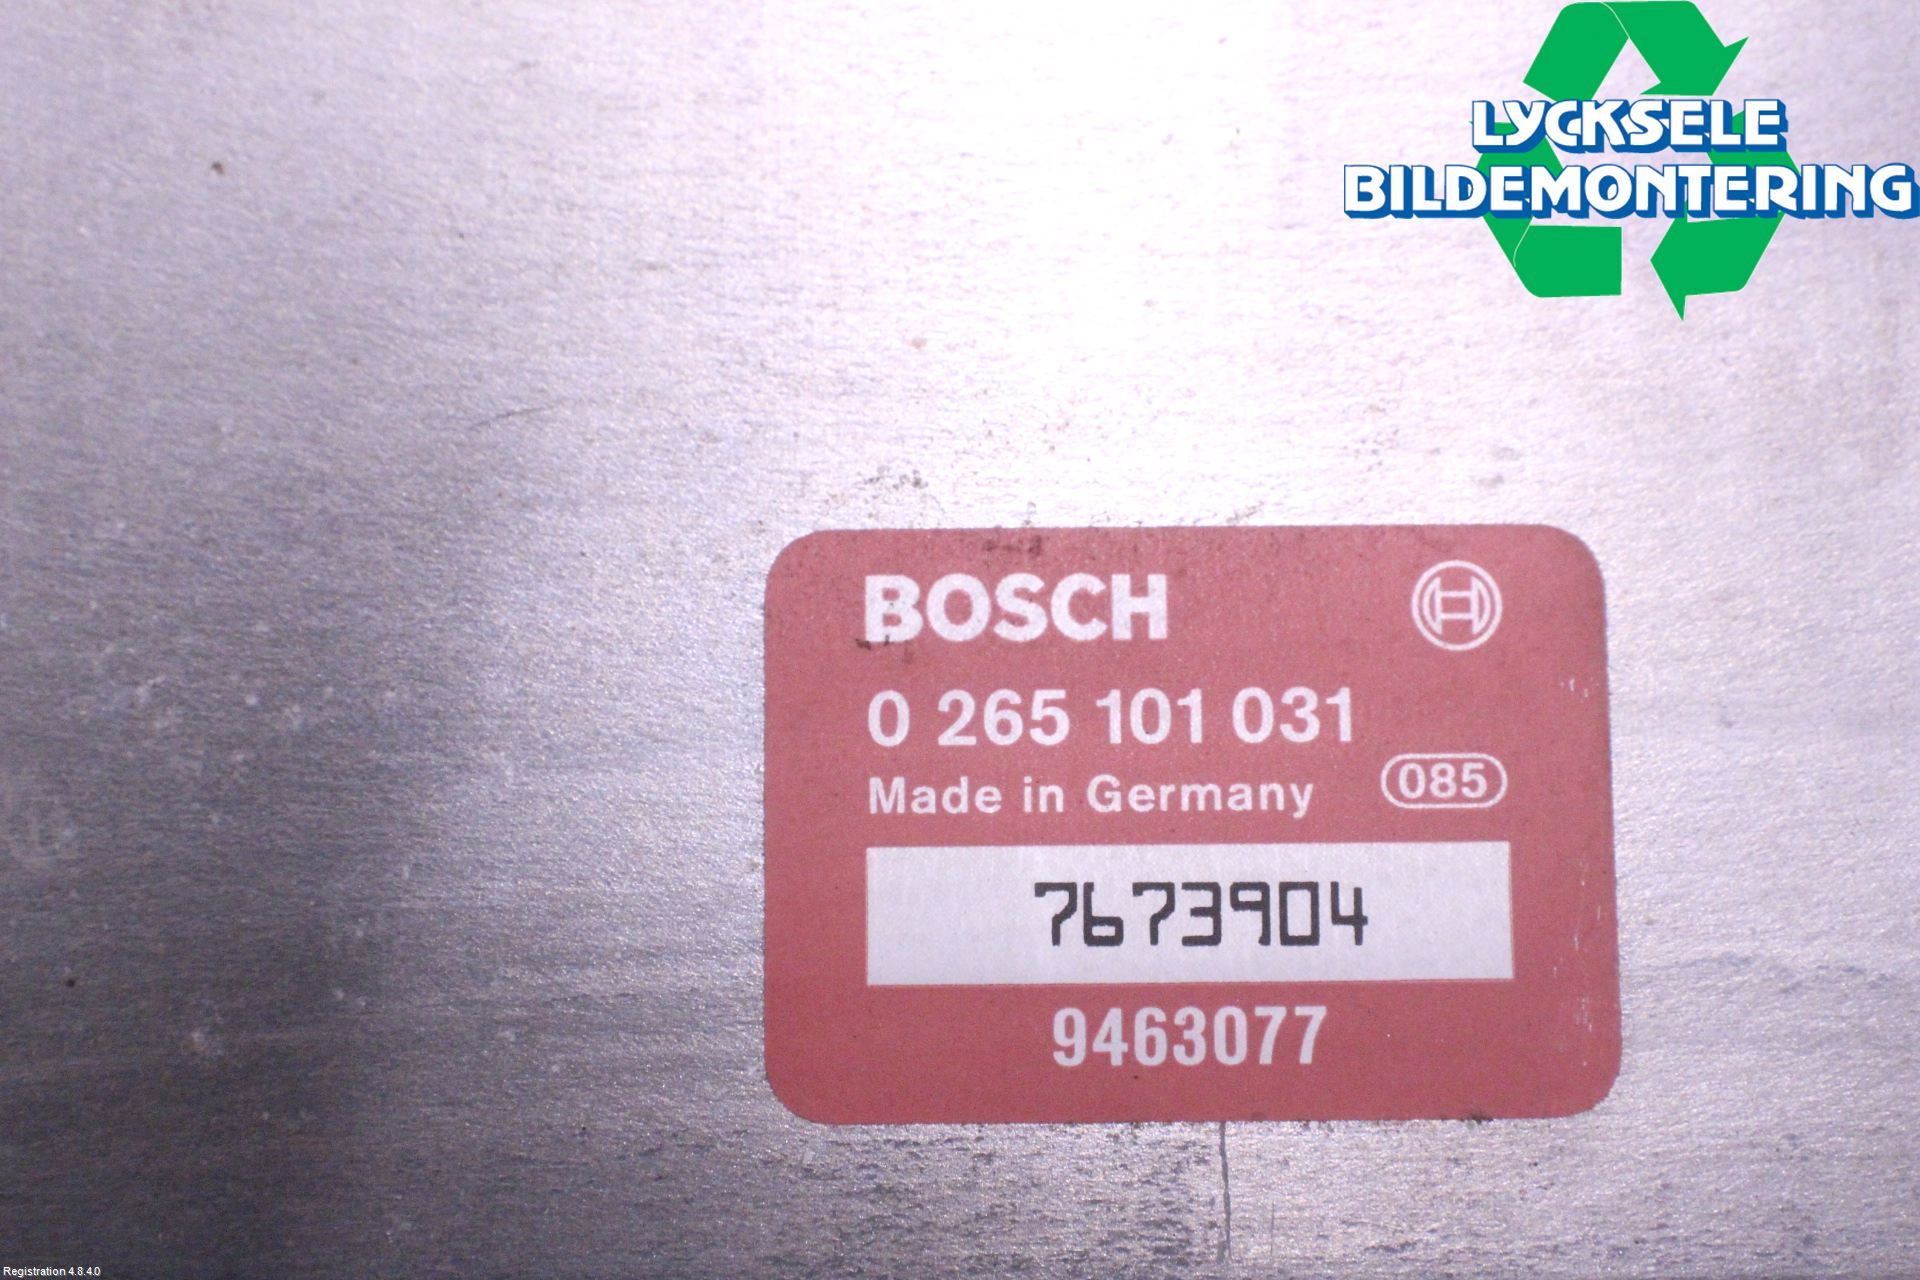 LYCKSELE
BILDEMONTERING
BOSCH
0 265 101 031
Made in Germany 085
7673904
9463077
Registration 4.8.4.0